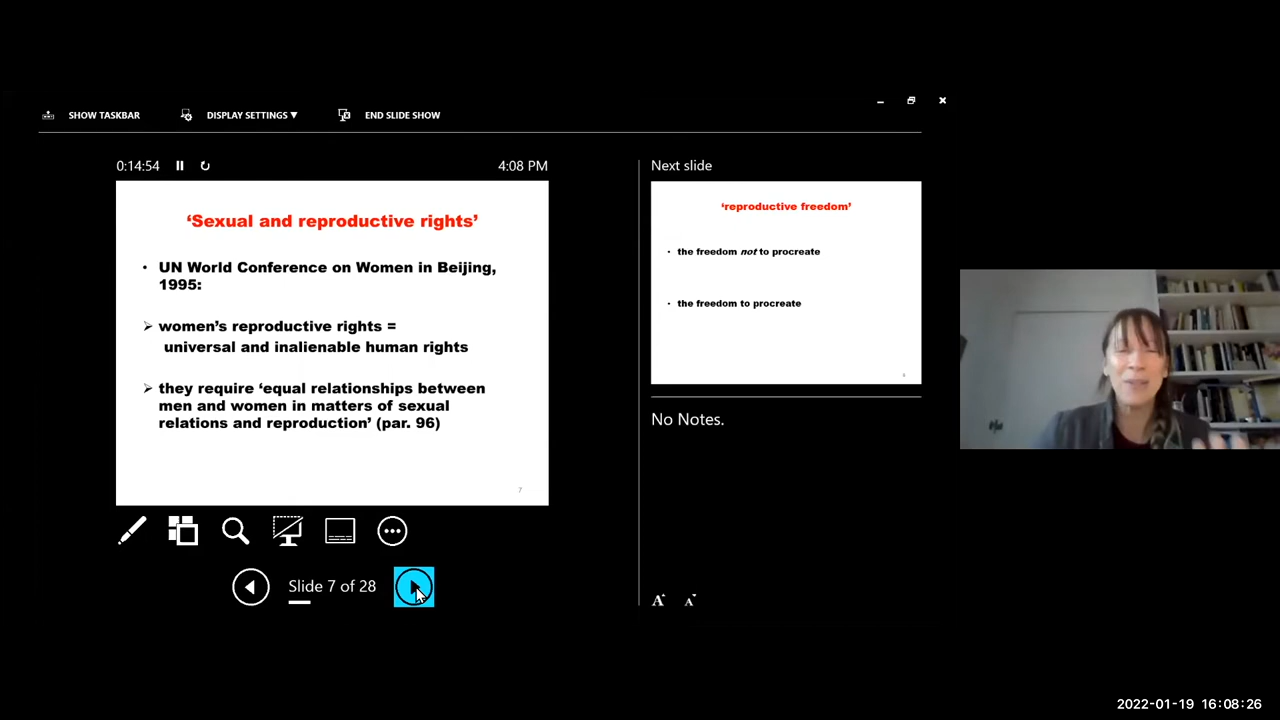 SHOW TASKBAR
DISPLAY SETTINGS ▼
END SLIDE SHOW
0:14:54
4:08 PM
‘Sexual and reproductive rights’
• UN World Conference on Women in Beijing,
1995:
➢ women’s reproductive rights =
universal and inalienable human rights
➢ they require ‘equal relationships between
men and women in matters of sexual
relations and reproduction’ (par. 96)
7
Slide 7 of 28
Next slide
‘reproductive freedom’
• the freedom not to procreate
• the freedom to procreate
No Notes.
A A
2022-01-19 16:08:26